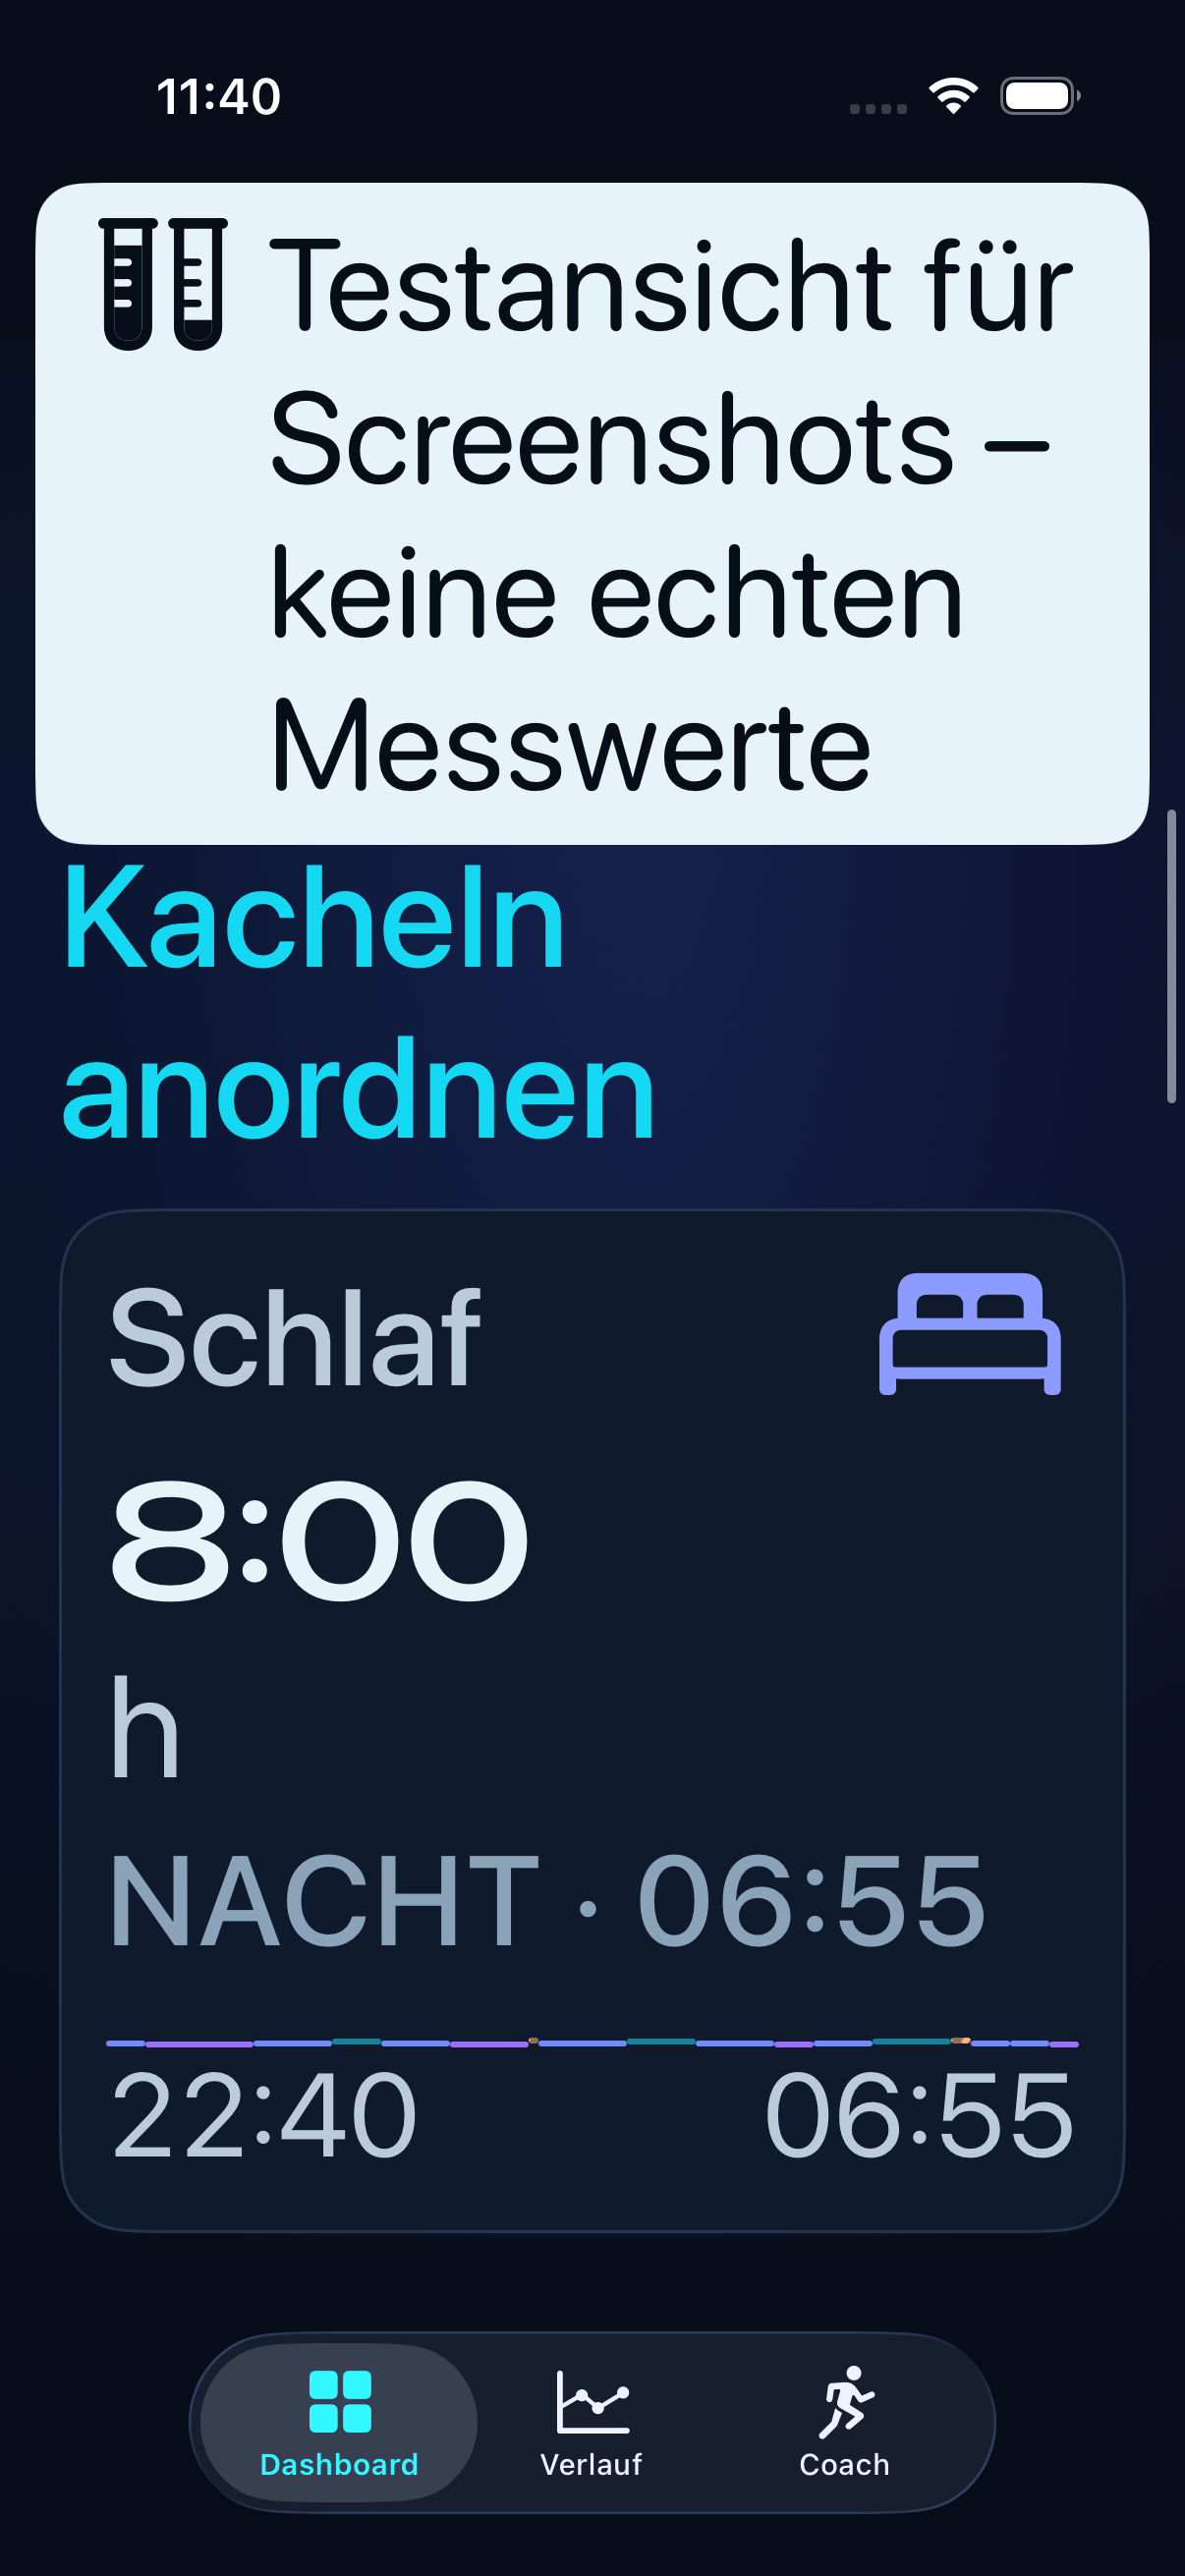 11:40
Testansicht für
Screenshots –
keine echten
Messwerte
Kacheln
anordnen
Schlaf
8:00
h
NACHT · 06:55
22:40 06:55
Dashboard Verlauf Coach